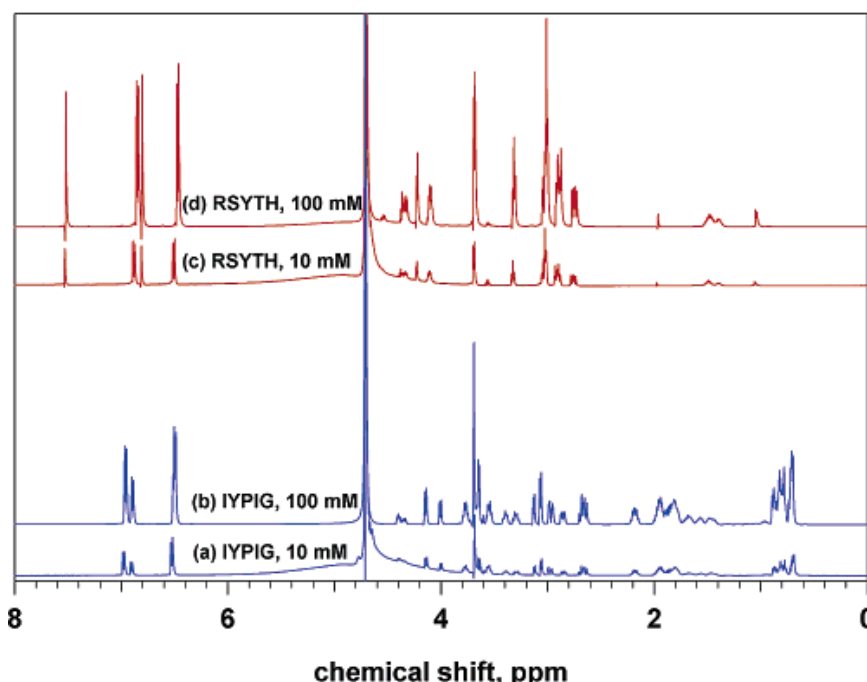 (d) RSYTH, 100 mM
(c) RSYTH, 10 mM
(b) IYPIG, 100 mM
(a) IYPIG, 10 mM
8 6 4 2 0
chemical shift, ppm